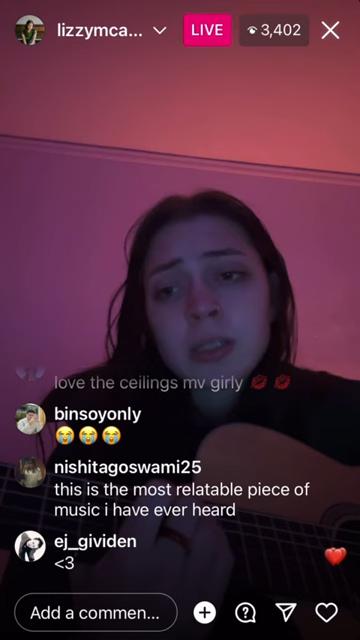 lizzymca...
LIVE
3,402
love the ceilings mv girly 💋 💋
binsoyonly
😭😭😭
nishitagoswami25
this is the most relatable piece of
music i have ever heard
ej_gividen
<3
Add a commen...